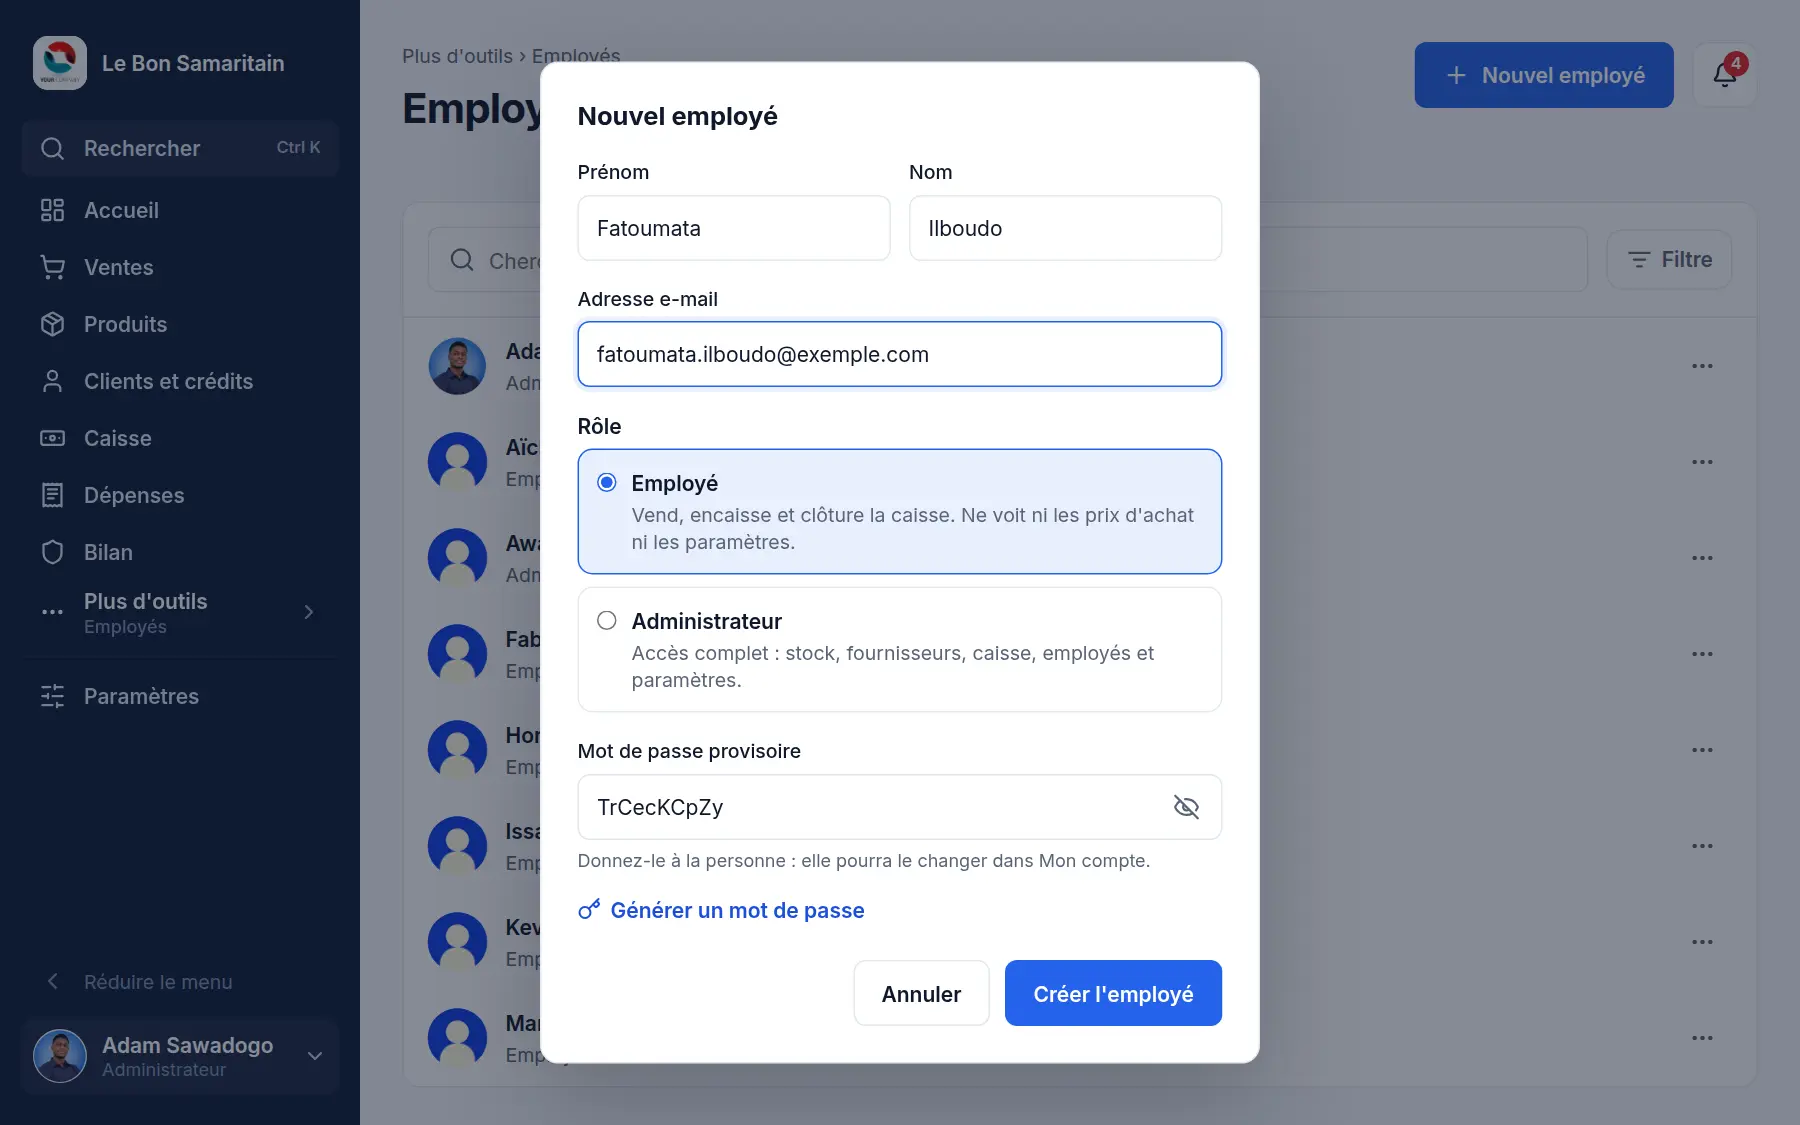 Le Bon Samaritain
Rechercher
Ctrl K
Accueil
Ventes
Produits
Clients et crédits
Caisse
Dépenses
Bilan
Plus d'outils
Employés
Paramètres
Réduire le menu
Adam Sawadogo
Administrateur
Plus d'outils › Employés
Nouvel employé
4
Filtre
Nouvel employé
Prénom
Nom
Fatoumata
Ilboudo
Adresse e-mail
fatoumata.ilboudo@exemple.com
Rôle
Employé
Vend, encaisse et clôture la caisse. Ne voit ni les prix d'achat
ni les paramètres.
Administrateur
Accès complet : stock, fournisseurs, caisse, employés et
paramètres.
Mot de passe provisoire
TrCecKCpZy
Donnez-le à la personne : elle pourra le changer dans Mon compte.
Générer un mot de passe
Annuler
Créer l'employé